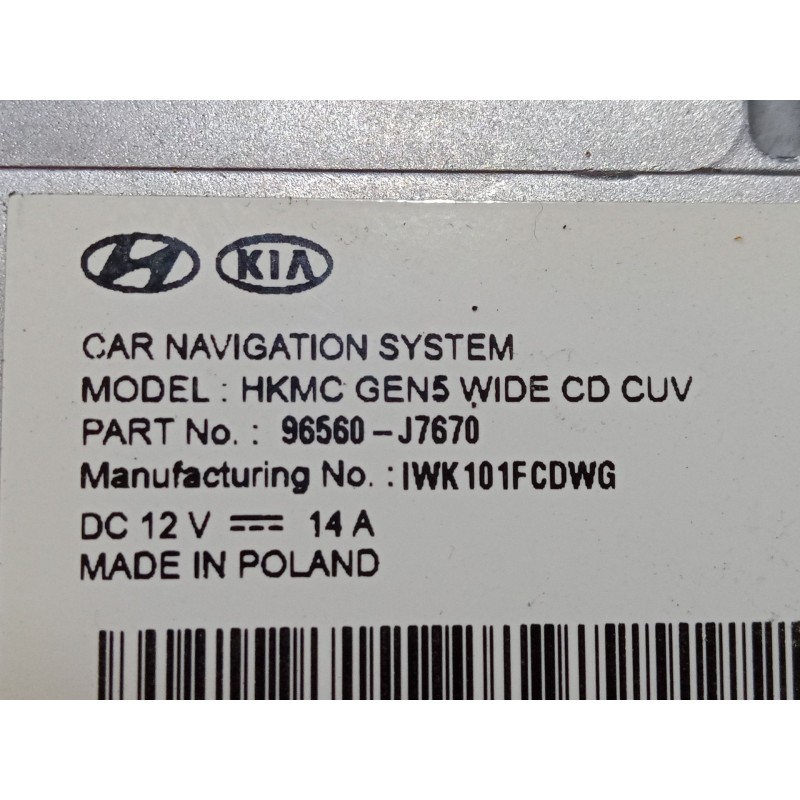 KIA
CAR NAVIGATION SYSTEM
MODEL : HKMC GEN5 WIDE CD CUV
PART No. : 96560-J7670
Manufacturing No. : IWK101FCDWG
DC 12 V ⎓ 14 A
MADE IN POLAND